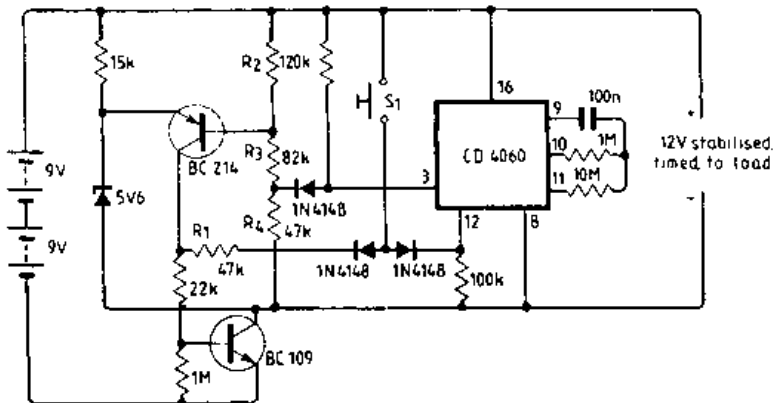 15k
R2
120k
S1
16
9
100n
BC 214
R3
82k
CD 4060
10
1M
12V stabilised,
timed, to load
9V
5V6
1N4148
3
11
10M
R4
47k
12
8
9V
R1
47k
1N4148
1N4148
100k
22k
BC 109
1M